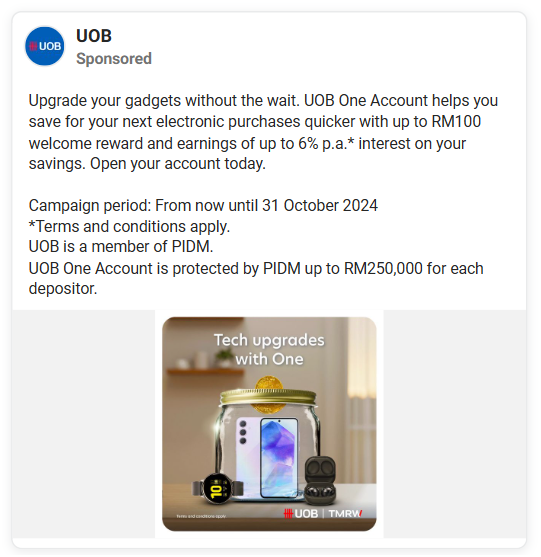 UOB
UOB
Sponsored
Upgrade your gadgets without the wait. UOB One Account helps you
save for your next electronic purchases quicker with up to RM100
welcome reward and earnings of up to 6% p.a.* interest on your
savings. Open your account today.
Campaign period: From now until 31 October 2024
*Terms and conditions apply.
UOB is a member of PIDM.
UOB One Account is protected by PIDM up to RM250,000 for each
depositor.
Tech upgrades
with One
10
Terms and conditions apply
UOB | TMRW